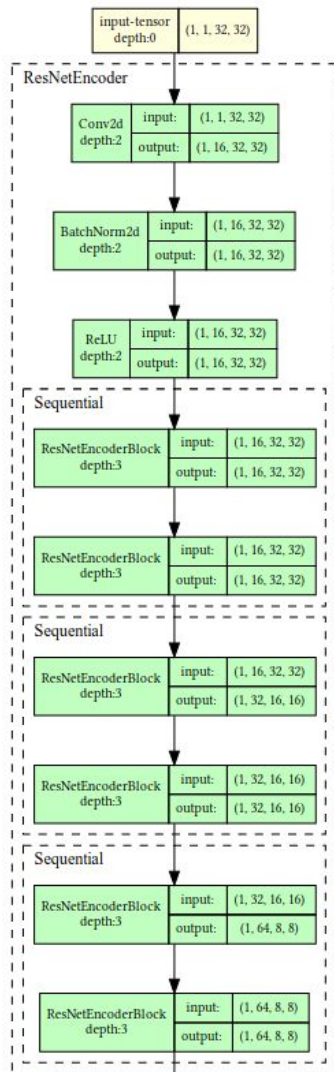 input-tensor
depth:0
(1, 1, 32, 32)
ResNetEncoder
Conv2d
depth:2
input:
(1, 1, 32, 32)
output:
(1, 16, 32, 32)
BatchNorm2d
depth:2
input:
(1, 16, 32, 32)
output:
(1, 16, 32, 32)
ReLU
depth:2
input:
(1, 16, 32, 32)
output:
(1, 16, 32, 32)
Sequential
ResNetEncoderBlock
depth:3
input:
(1, 16, 32, 32)
output:
(1, 16, 32, 32)
ResNetEncoderBlock
depth:3
input:
(1, 16, 32, 32)
output:
(1, 16, 32, 32)
Sequential
ResNetEncoderBlock
depth:3
input:
(1, 16, 32, 32)
output:
(1, 32, 16, 16)
ResNetEncoderBlock
depth:3
input:
(1, 32, 16, 16)
output:
(1, 32, 16, 16)
Sequential
ResNetEncoderBlock
depth:3
input:
(1, 32, 16, 16)
output:
(1, 64, 8, 8)
ResNetEncoderBlock
depth:3
input:
(1, 64, 8, 8)
output:
(1, 64, 8, 8)